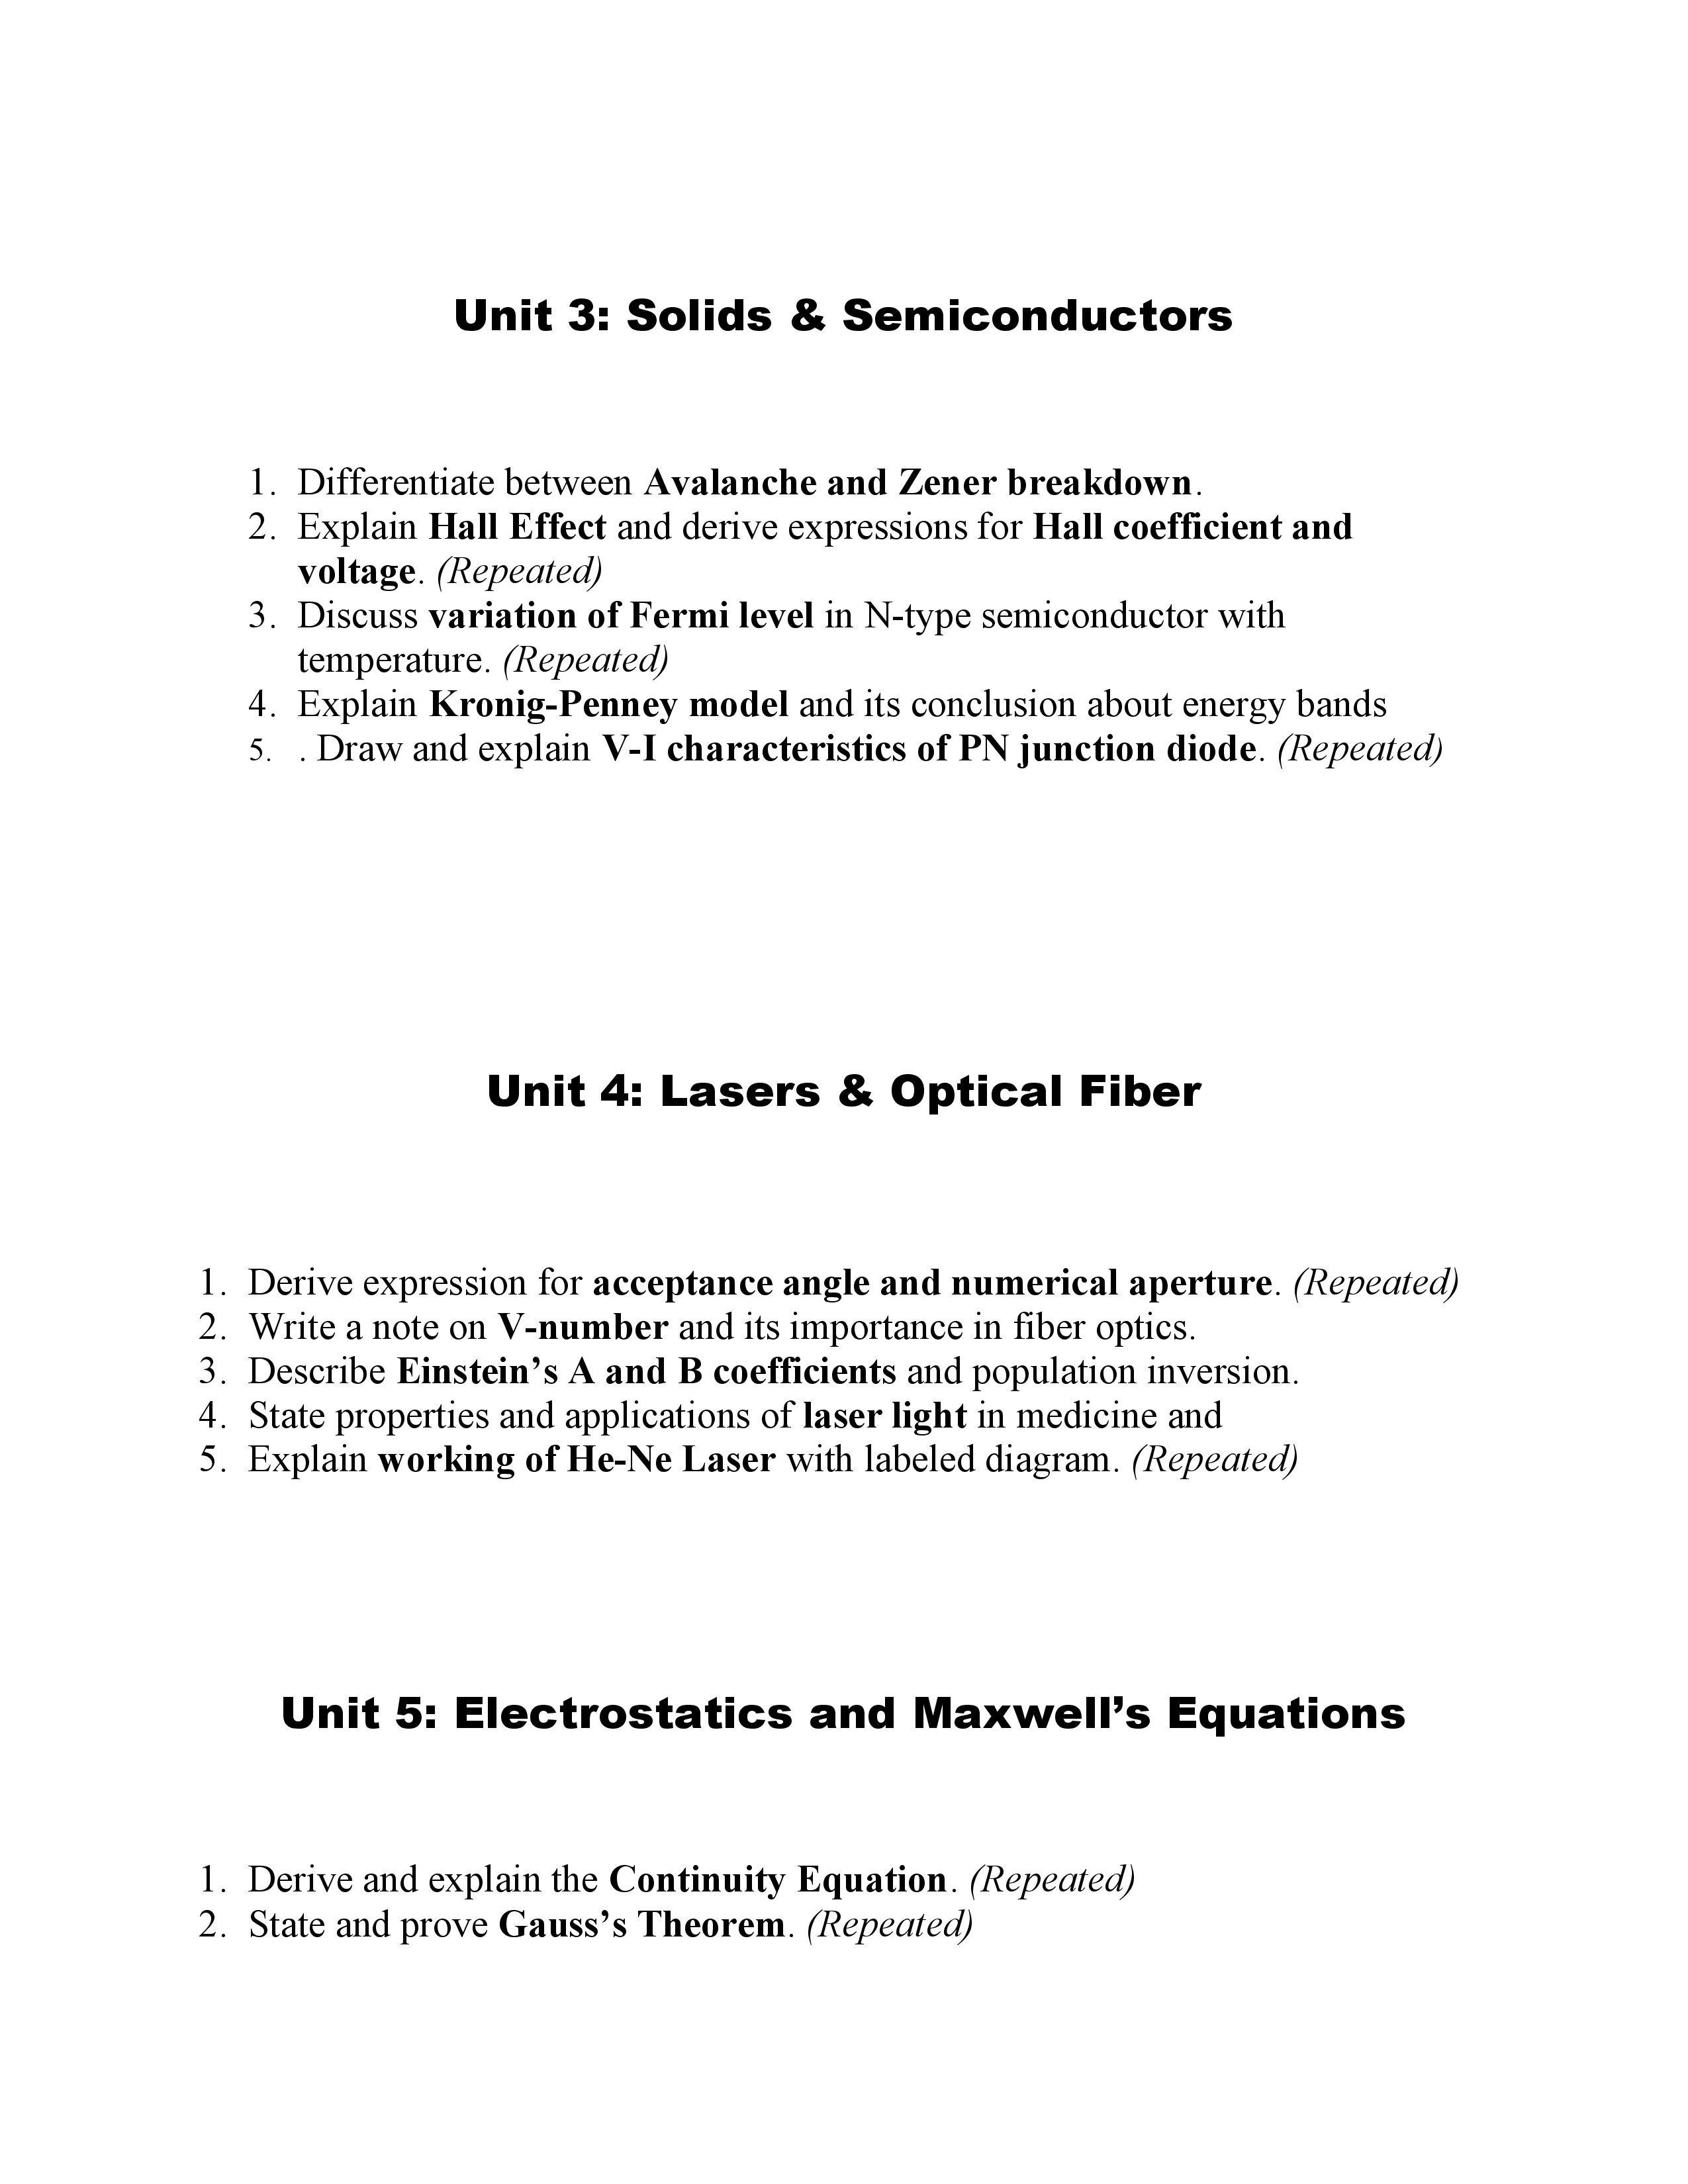 Unit 3: Solids & Semiconductors
1. Differentiate between Avalanche and Zener breakdown.
2. Explain Hall Effect and derive expressions for Hall coefficient and
voltage. (Repeated)
3. Discuss variation of Fermi level in N-type semiconductor with
temperature. (Repeated)
4. Explain Kronig-Penney model and its conclusion about energy bands
5. . Draw and explain V-I characteristics of PN junction diode. (Repeated)
Unit 4: Lasers & Optical Fiber
1. Derive expression for acceptance angle and numerical aperture. (Repeated)
2. Write a note on V-number and its importance in fiber optics.
3. Describe Einstein’s A and B coefficients and population inversion.
4. State properties and applications of laser light in medicine and
5. Explain working of He-Ne Laser with labeled diagram. (Repeated)
Unit 5: Electrostatics and Maxwell’s Equations
1. Derive and explain the Continuity Equation. (Repeated)
2. State and prove Gauss’s Theorem. (Repeated)